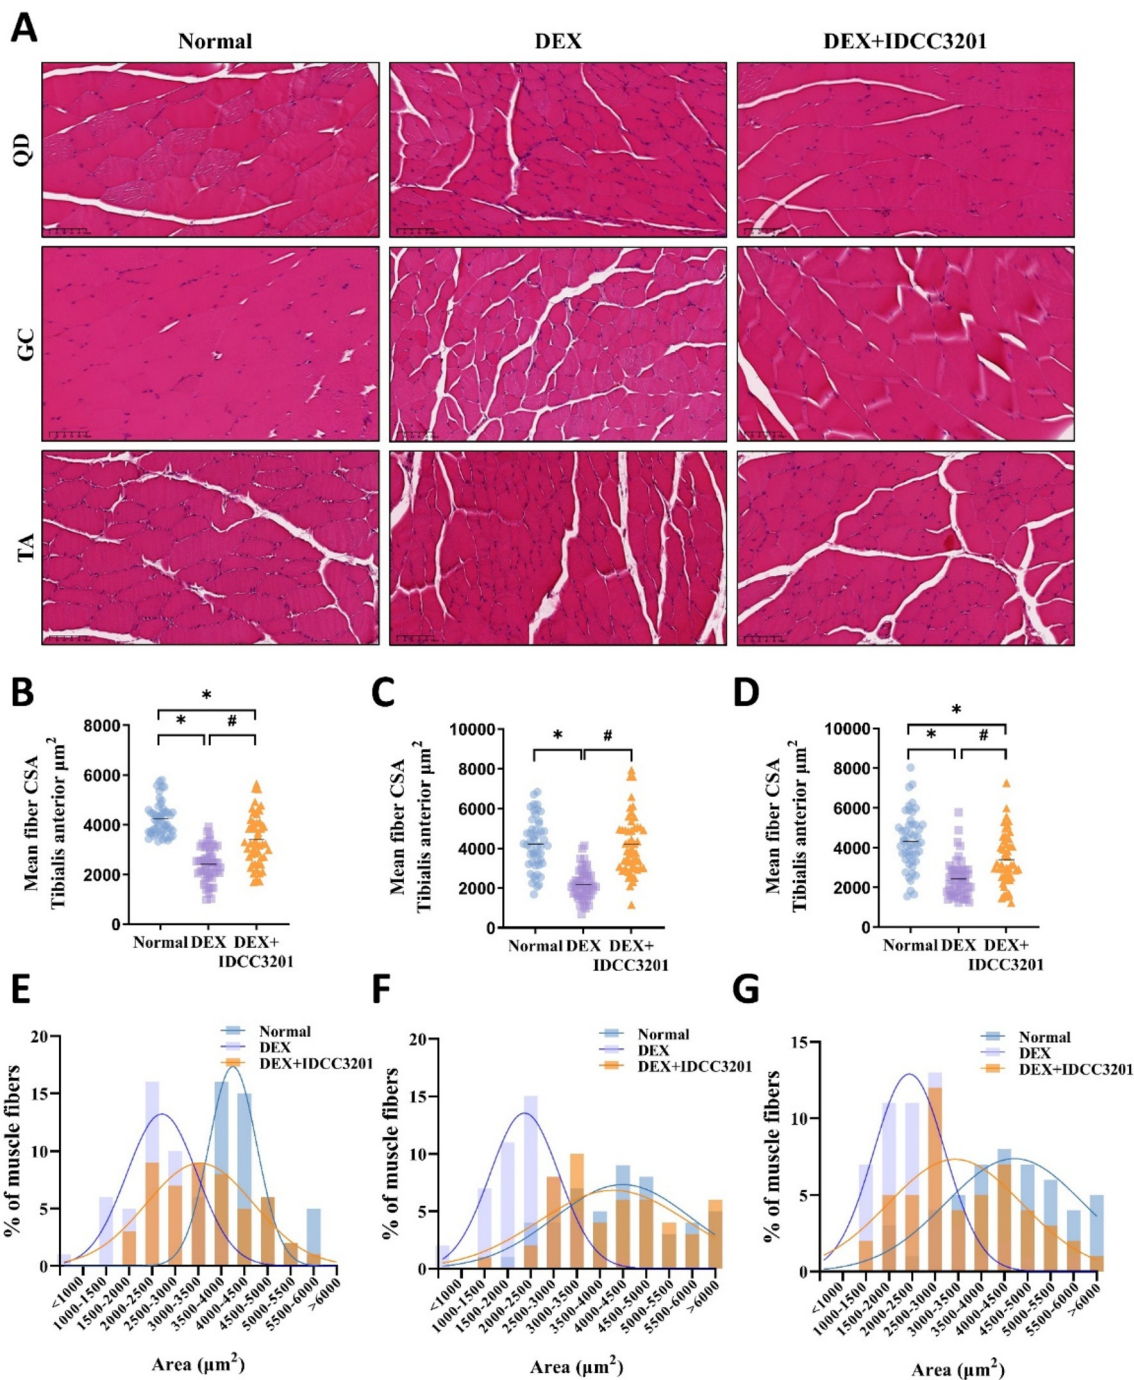 A
Normal
DEX
DEX+IDCC3201
QD
GC
TA
B
Mean fiber CSA
Tibialis anterior µm2
8000
6000
4000
2000
0
*
*
#
Normal DEX DEX+
IDCC3201
C
Mean fiber CSA
Tibialis anterior µm2
10000
8000
6000
4000
2000
0
*
#
Normal DEX DEX+
IDCC3201
D
Mean fiber CSA
Tibialis anterior µm2
10000
8000
6000
4000
2000
0
*
*
#
Normal DEX DEX+
IDCC3201
E
% of muscle fibers
20
15
10
5
0
Normal
DEX
DEX+IDCC3201
<1000
1000-1500
1500-2000
2000-2500
2500-3000
3000-3500
3500-4000
4000-4500
4500-5000
5000-5500
5500-6000
>6000
Area (µm2)
F
% of muscle fibers
20
15
10
5
0
Normal
DEX
DEX+IDCC3201
<1000
1000-1500
1500-2000
2000-2500
2500-3000
3000-3500
3500-4000
4000-4500
4500-5000
5000-5500
5500-6000
>6000
Area (µm2)
G
% of muscle fibers
15
10
5
0
Normal
DEX
DEX+IDCC3201
<1000
1000-1500
1500-2000
2000-2500
2500-3000
3000-3500
3500-4000
4000-4500
4500-5000
5000-5500
5500-6000
>6000
Area (µm2)